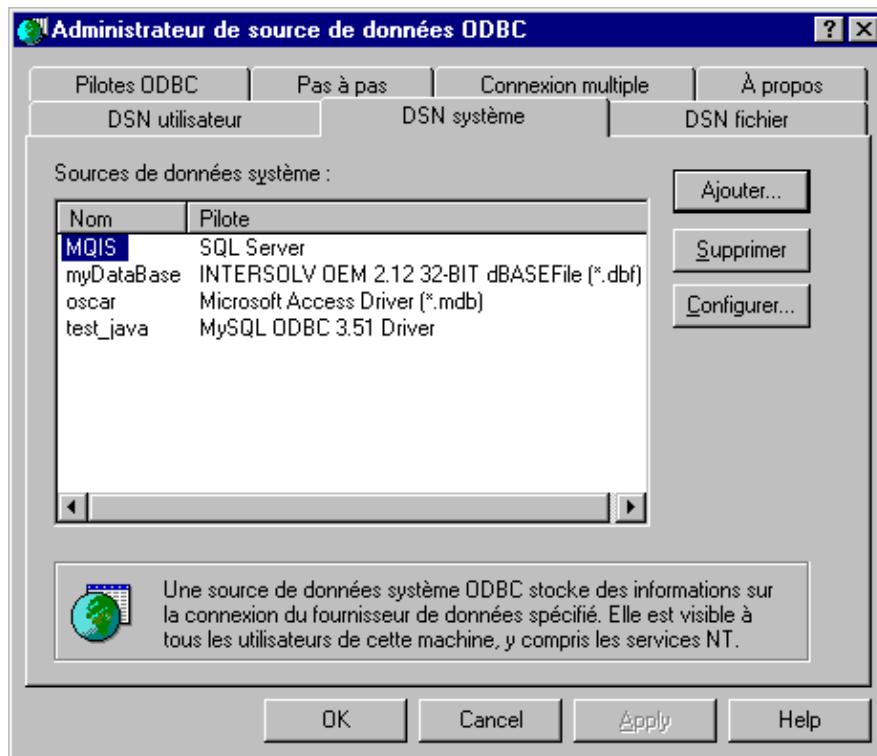 Administrateur de source de données ODBC
Pilotes ODBC Pas à pas Connexion multiple À propos
DSN utilisateur DSN système DSN fichier
Sources de données système :
Ajouter...
Nom Pilote
MQIS SQL Server
Supprimer
myDataBase INTERSOLV OEM 2.12 32-BIT dBASEFile (*.dbf)
oscar Microsoft Access Driver (*.mdb)
Configurer...
test_java MySQL ODBC 3.51 Driver
Une source de données système ODBC stocke des informations sur
la connexion du fournisseur de données spécifié. Elle est visible à
tous les utilisateurs de cette machine, y compris les services NT.
OK Cancel Apply Help